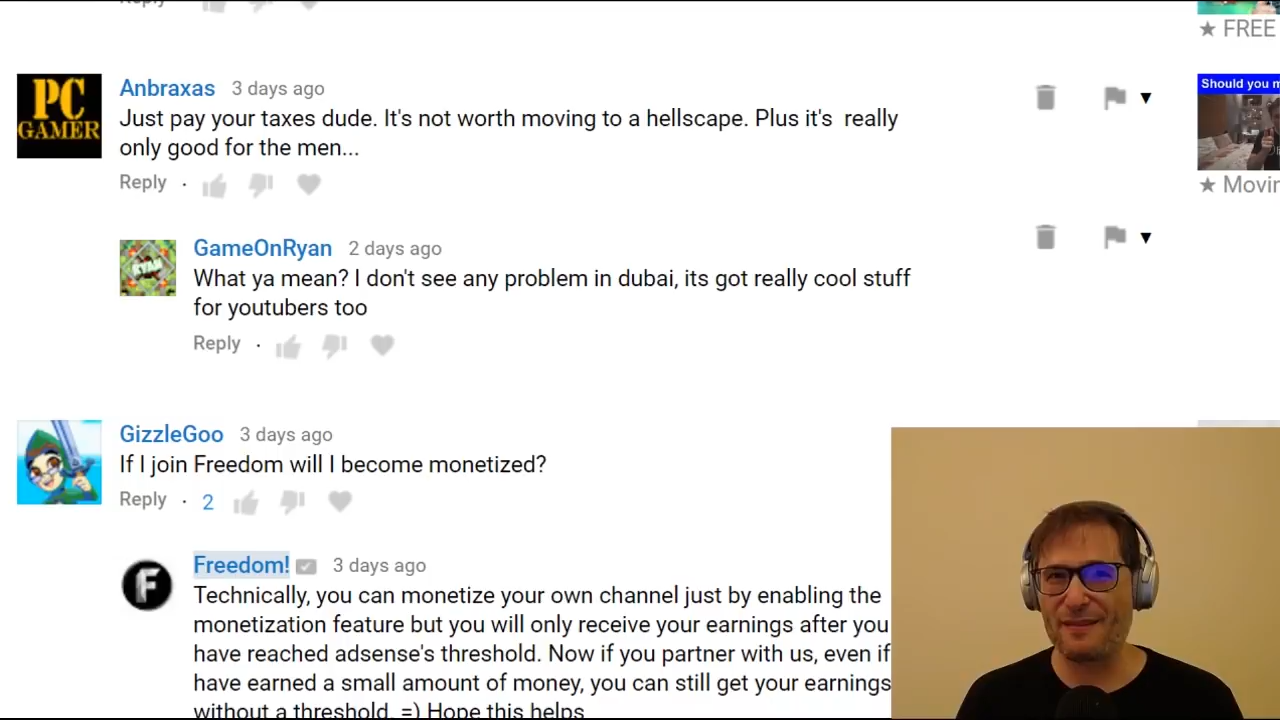 Reply
★ FREE
PC
GAMER
Anbraxas 3 days ago
Just pay your taxes dude. It's not worth moving to a hellscape. Plus it's  really
only good for the men...
Reply ·
Should you m
★ Movin
RYAN
GameOnRyan 2 days ago
What ya mean? I don't see any problem in dubai, its got really cool stuff
for youtubers too
Reply ·
GizzleGoo 3 days ago
If I join Freedom will I become monetized?
Reply · 2
F
Freedom! 3 days ago
Technically, you can monetize your own channel just by enabling the
monetization feature but you will only receive your earnings after you
have reached adsense's threshold. Now if you partner with us, even if
have earned a small amount of money, you can still get your earnings
without a threshold. =) Hope this helps